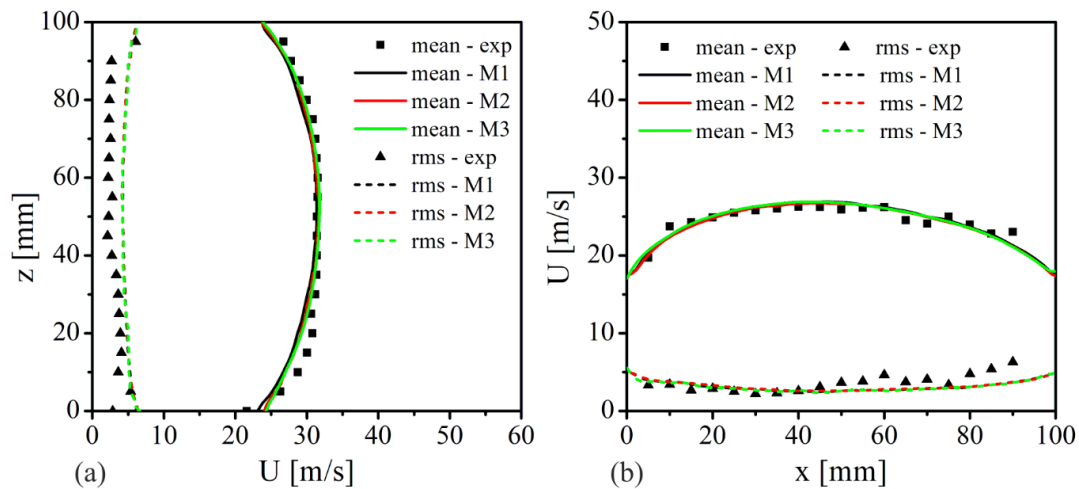 100
80
60
40
20
0
z [mm]
mean - exp
mean - M1
mean - M2
mean - M3
rms - exp
rms - M1
rms - M2
rms - M3
0 10 20 30 40 50 60
(a) U [m/s]
50
40
30
20
10
0
U [m/s]
mean - exp rms - exp
mean - M1 rms - M1
mean - M2 rms - M2
mean - M3 rms - M3
0 20 40 60 80 100
(b) x [mm]